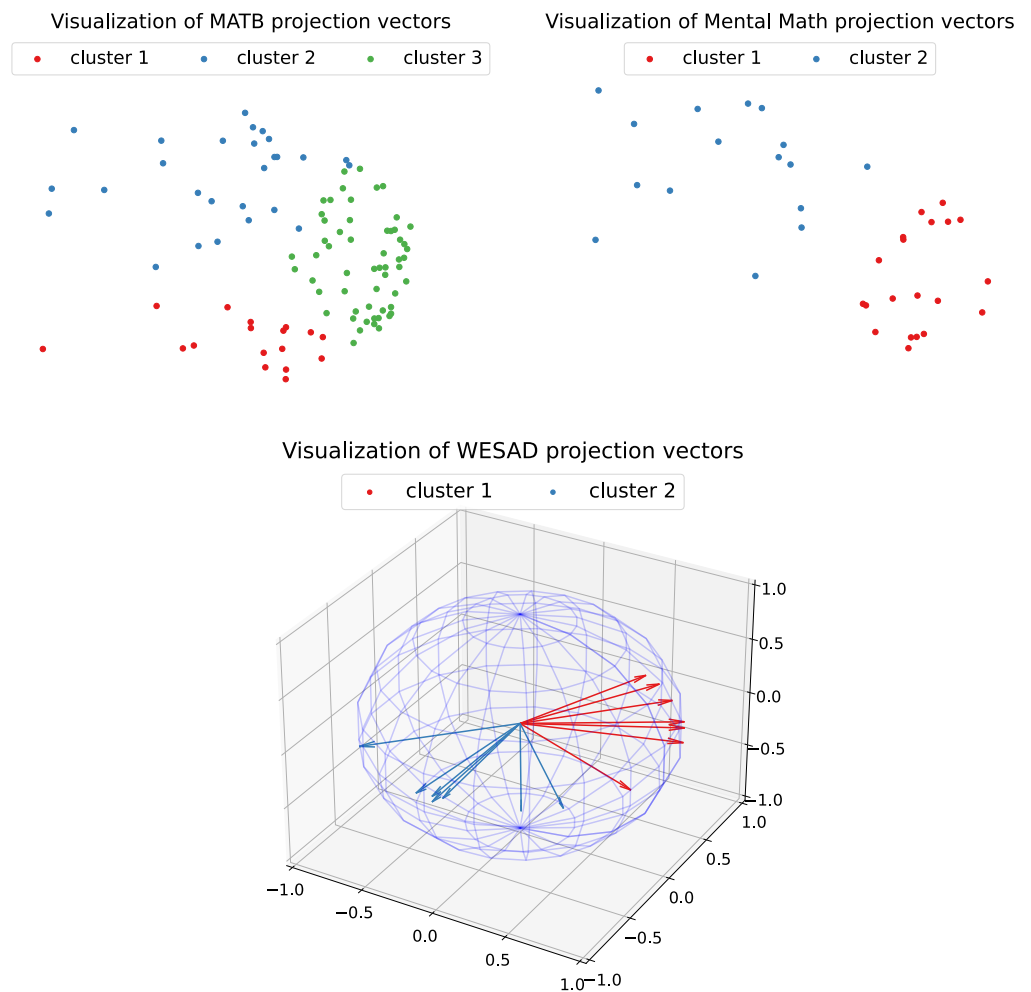 Visualization of MATB projection vectors
cluster 1 cluster 2 cluster 3
Visualization of Mental Math projection vectors
cluster 1 cluster 2
Visualization of WESAD projection vectors
cluster 1 cluster 2
1.0
0.5
0.0
−0.5
−1.0
1.0
0.5
0.0
−0.5
−1.0
−1.0
−0.5
0.0
0.5
1.0